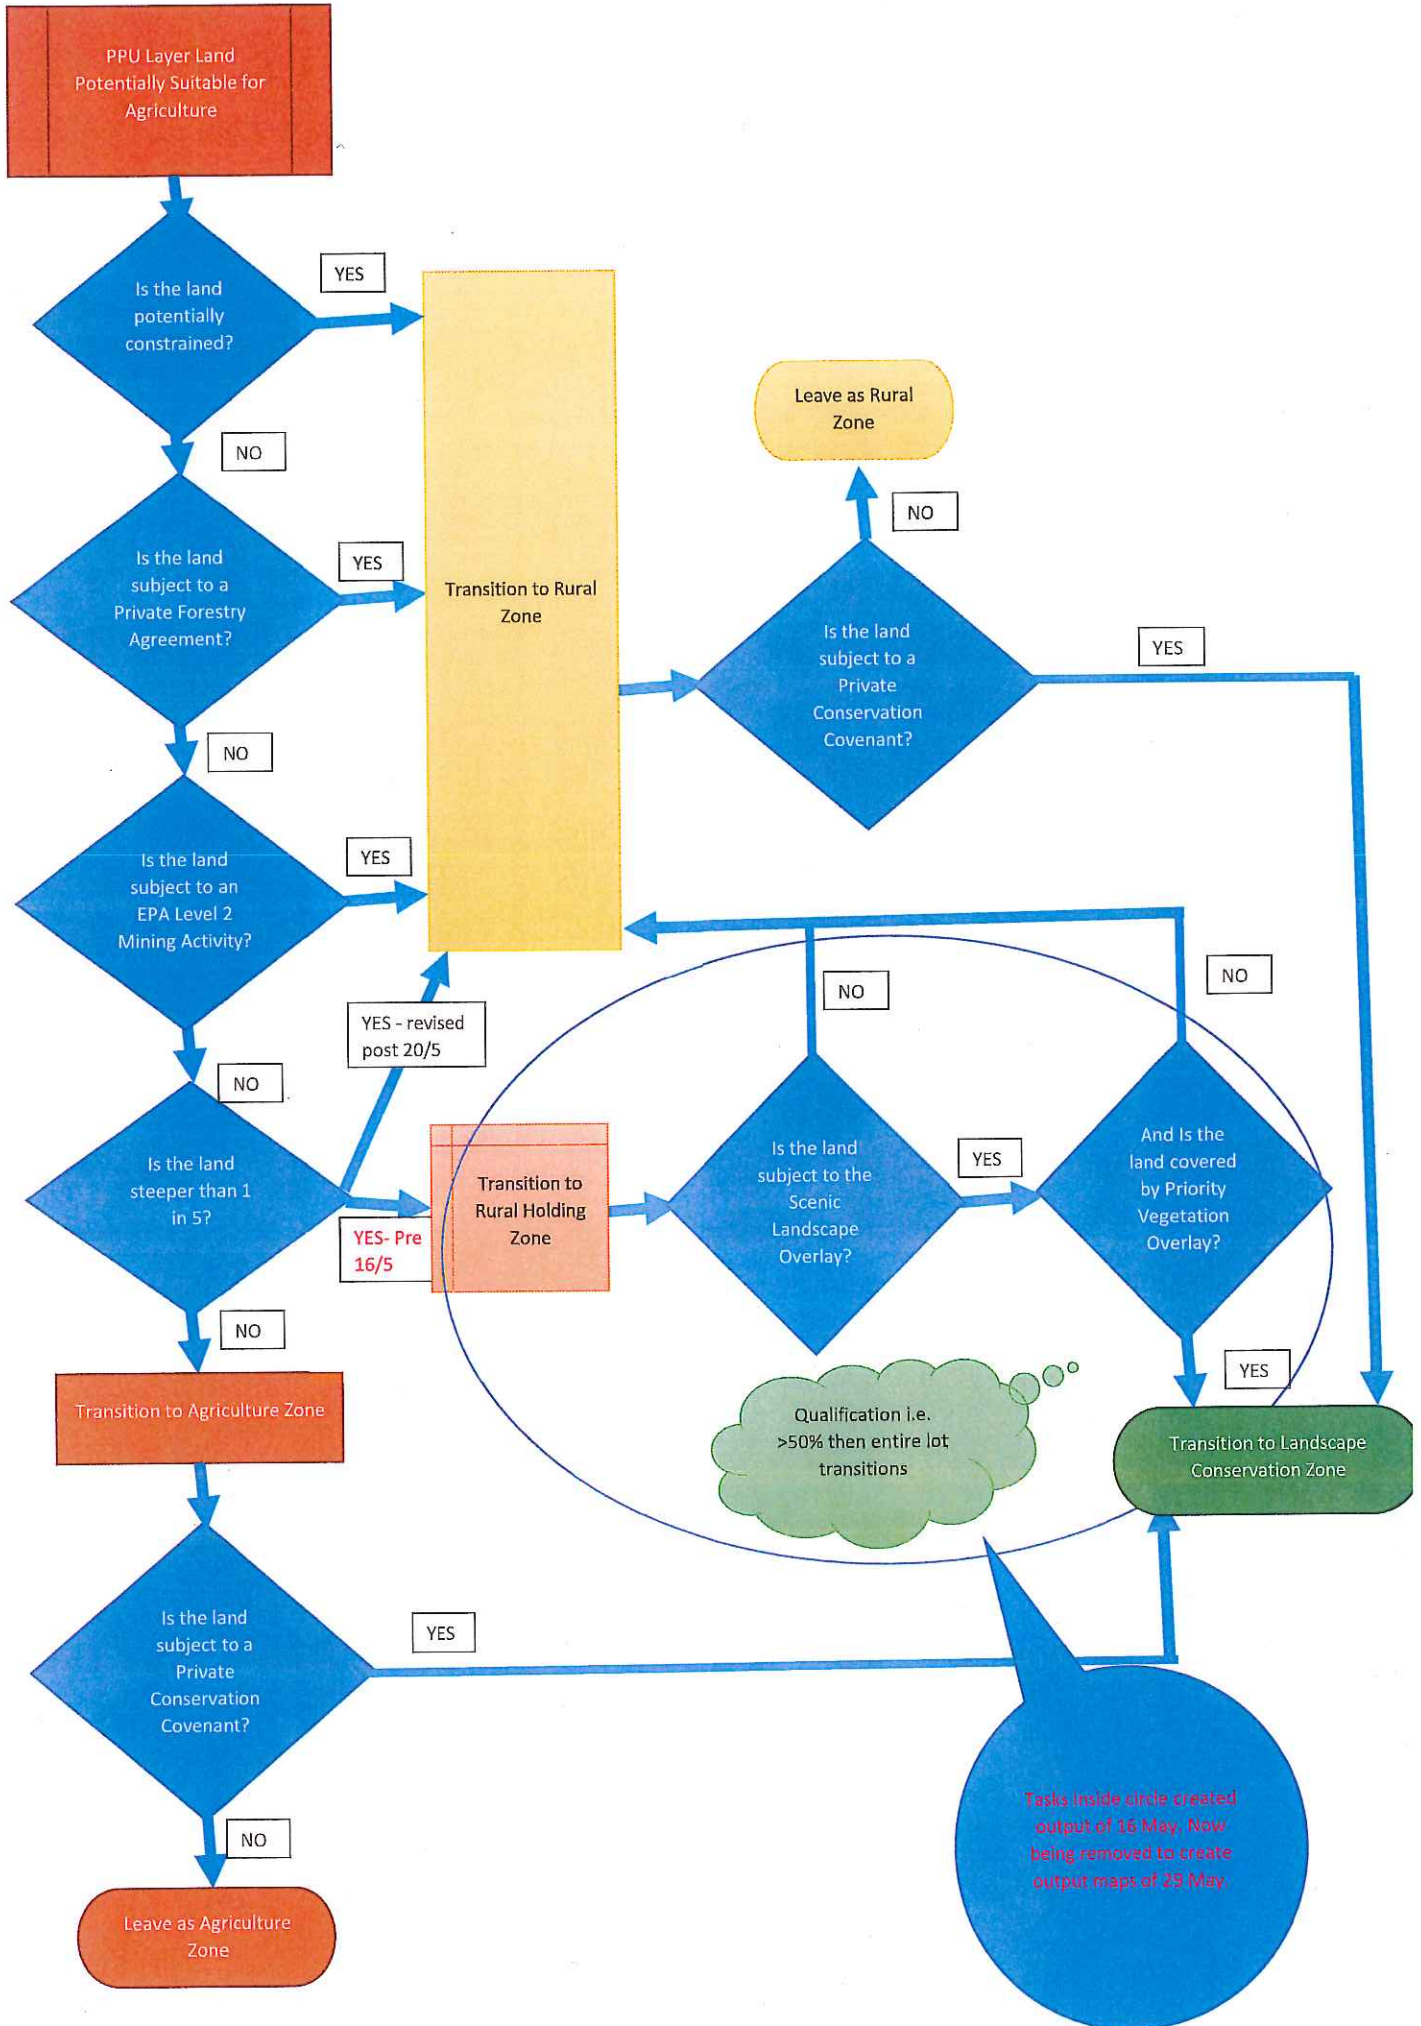 PPU Layer Land
Potentially Suitable for
Agriculture
Is the land
potentially
constrained?
YES
NO
Is the land
subject to a
Private Forestry
Agreement?
YES
NO
Is the land
subject to an
EPA Level 2
Mining Activity?
YES
NO
Is the land
steeper than 1
in 5?
YES - revised
post 20/5
YES- Pre
16/5
NO
Transition to Rural
Zone
Leave as Rural
Zone
NO
Is the land
subject to a
Private
Conservation
Covenant?
YES
Transition to
Rural Holding
Zone
NO
Is the land
subject to the
Scenic
Landscape
Overlay?
YES
NO
And Is the
land covered
by Priority
Vegetation
Overlay?
YES
Qualification i.e.
>50% then entire lot
transitions
Transition to Landscape
Conservation Zone
Transition to Agriculture Zone
Is the land
subject to a
Private
Conservation
Covenant?
YES
NO
Leave as Agriculture
Zone
Tasks inside circle created
output of 16 May. Now
being removed to create
output maps of 29 May.